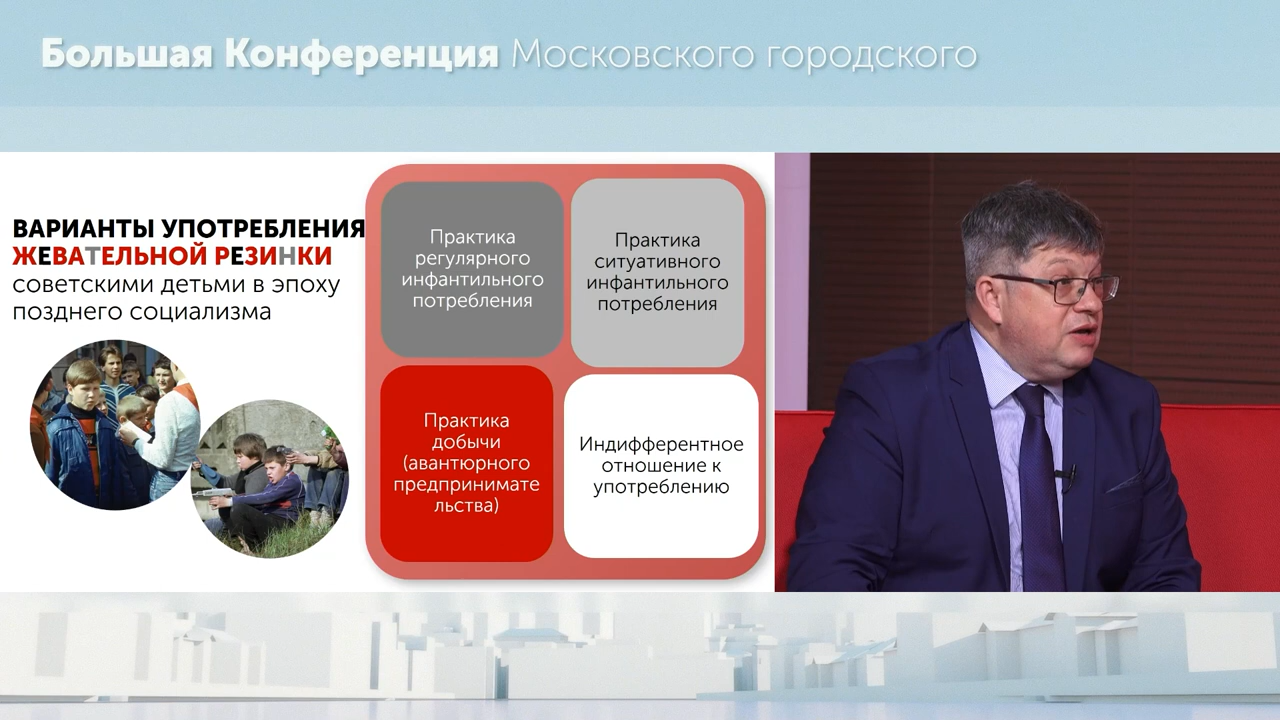 Большая Конференция Московского городского
ВАРИАНТЫ УПОТРЕБЛЕНИЯ
ЖЕВАТЕЛЬНОЙ РЕЗИНКИ
советскими детьми в эпоху
позднего социализма
Практика
регулярного
инфантильного
потребления
Практика
ситуативного
инфантильного
потребления
Практика
добычи
(авантюрного
предпринимате
льства)
Индифферентное
отношение к
употреблению